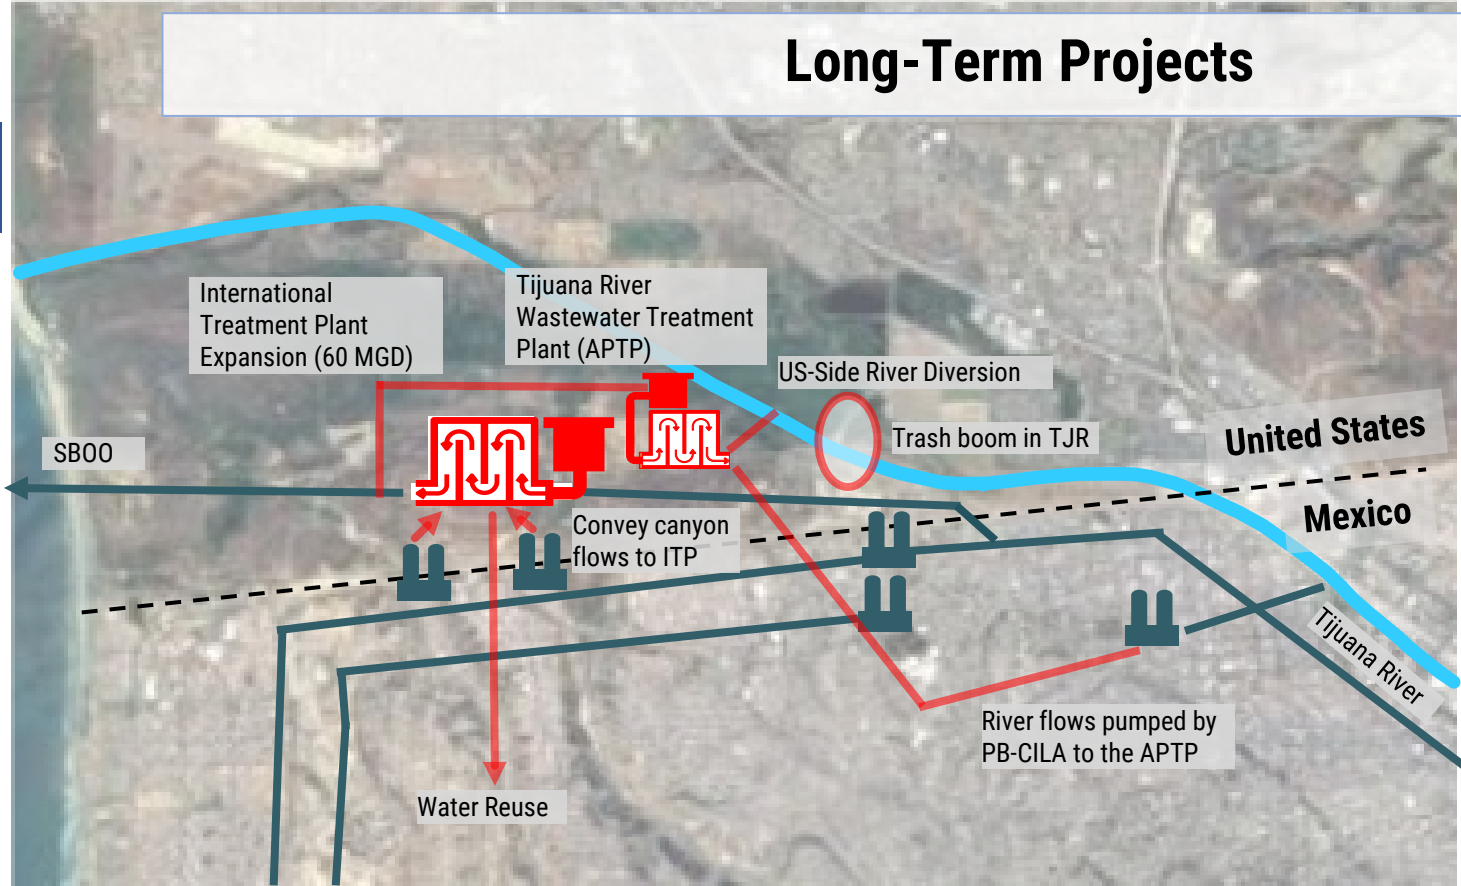 Long-Term Projects
International
Treatment Plant
Expansion (60 MGD)
Tijuana River
Wastewater Treatment
Plant (APTP)
US-Side River Diversion
Trash boom in TJR
United States
SBOO
Mexico
Convey canyon
flows to ITP
Tijuana River
River flows pumped by
PB-CILA to the APTP
Water Reuse